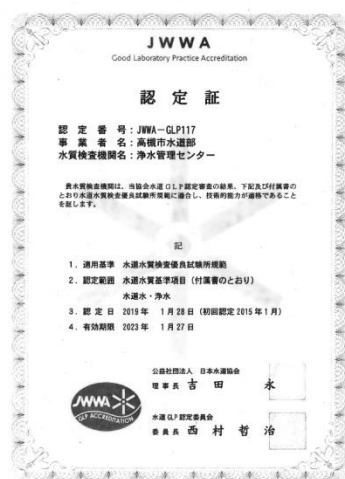 JWWA
Good Laboratory Practice Accreditation
認定証
認定番号：JWWA－GLP117
事業者名：高槻市水道部
水質検査機関名：浄水管理センター
貴水質検査機関は、当協会水道GLP認定審査の結果、下記及び付属書の
とおり水道水質検査優良試験所規範に適合し、技術的能力が適格であること
を証します。
記
1．適用基準　水道水質検査優良試験所規範
2．認定範囲　水道水質基準項目（付属書のとおり）
水道水・浄水
3．認定日　2019年　1月28日（初回認定2015年1月）
4．有効期限　2023年　1月27日
公益社団法人　日本水道協会
理事長　吉田　永
水道GLP認定委員会
委員長　西村哲治
JWWA
GLP ACCREDITATION